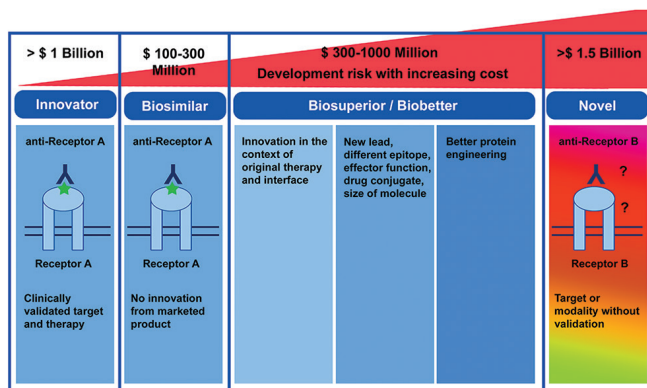 > $ 1 Billion
$ 100-300
Million
$ 300-1000 Million
Development risk with increasing cost
>$ 1.5 Billion
Innovator
Biosimilar
Biosuperior / Biobetter
Novel
anti-Receptor A
Receptor A
Clinically
validated target
and therapy
anti-Receptor A
Receptor A
No innovation
from marketed
product
Innovation in the
context of
original therapy
and interface
New lead,
different epitope,
effector function,
drug conjugate,
size of molecule
Better protein
engineering
anti-Receptor B
?
?
Receptor B
Target or
modality without
validation